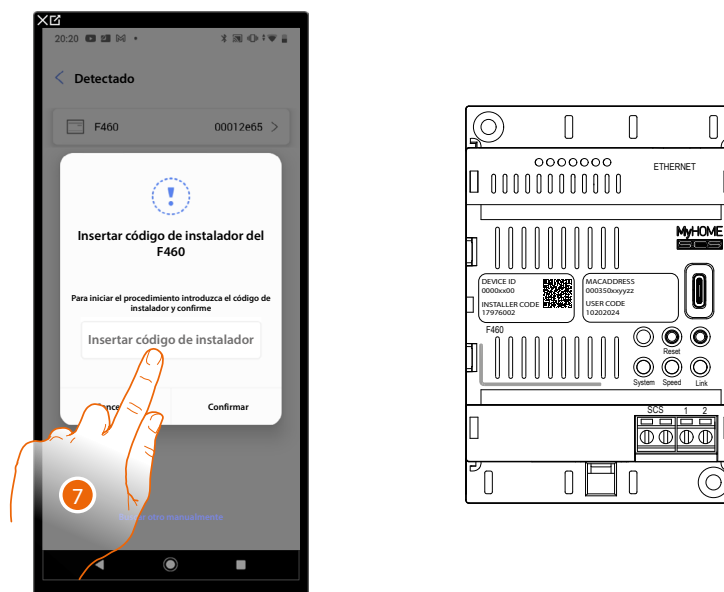 20:20
Detectado
F460 00012e65
Insertar código de instalador del
F460
Para iniciar el procedimiento introduzca el código de
instalador y confirme
Insertar código de instalador
Confirmar
7
ETHERNET
MyHOME
SCS
DEVICE ID
0000xx00
INSTALLER CODE
17976002
MACADDRESS
000350xxyyzz
USER CODE
10202024
F460
Reset
System Speed Link
SCS 1 2